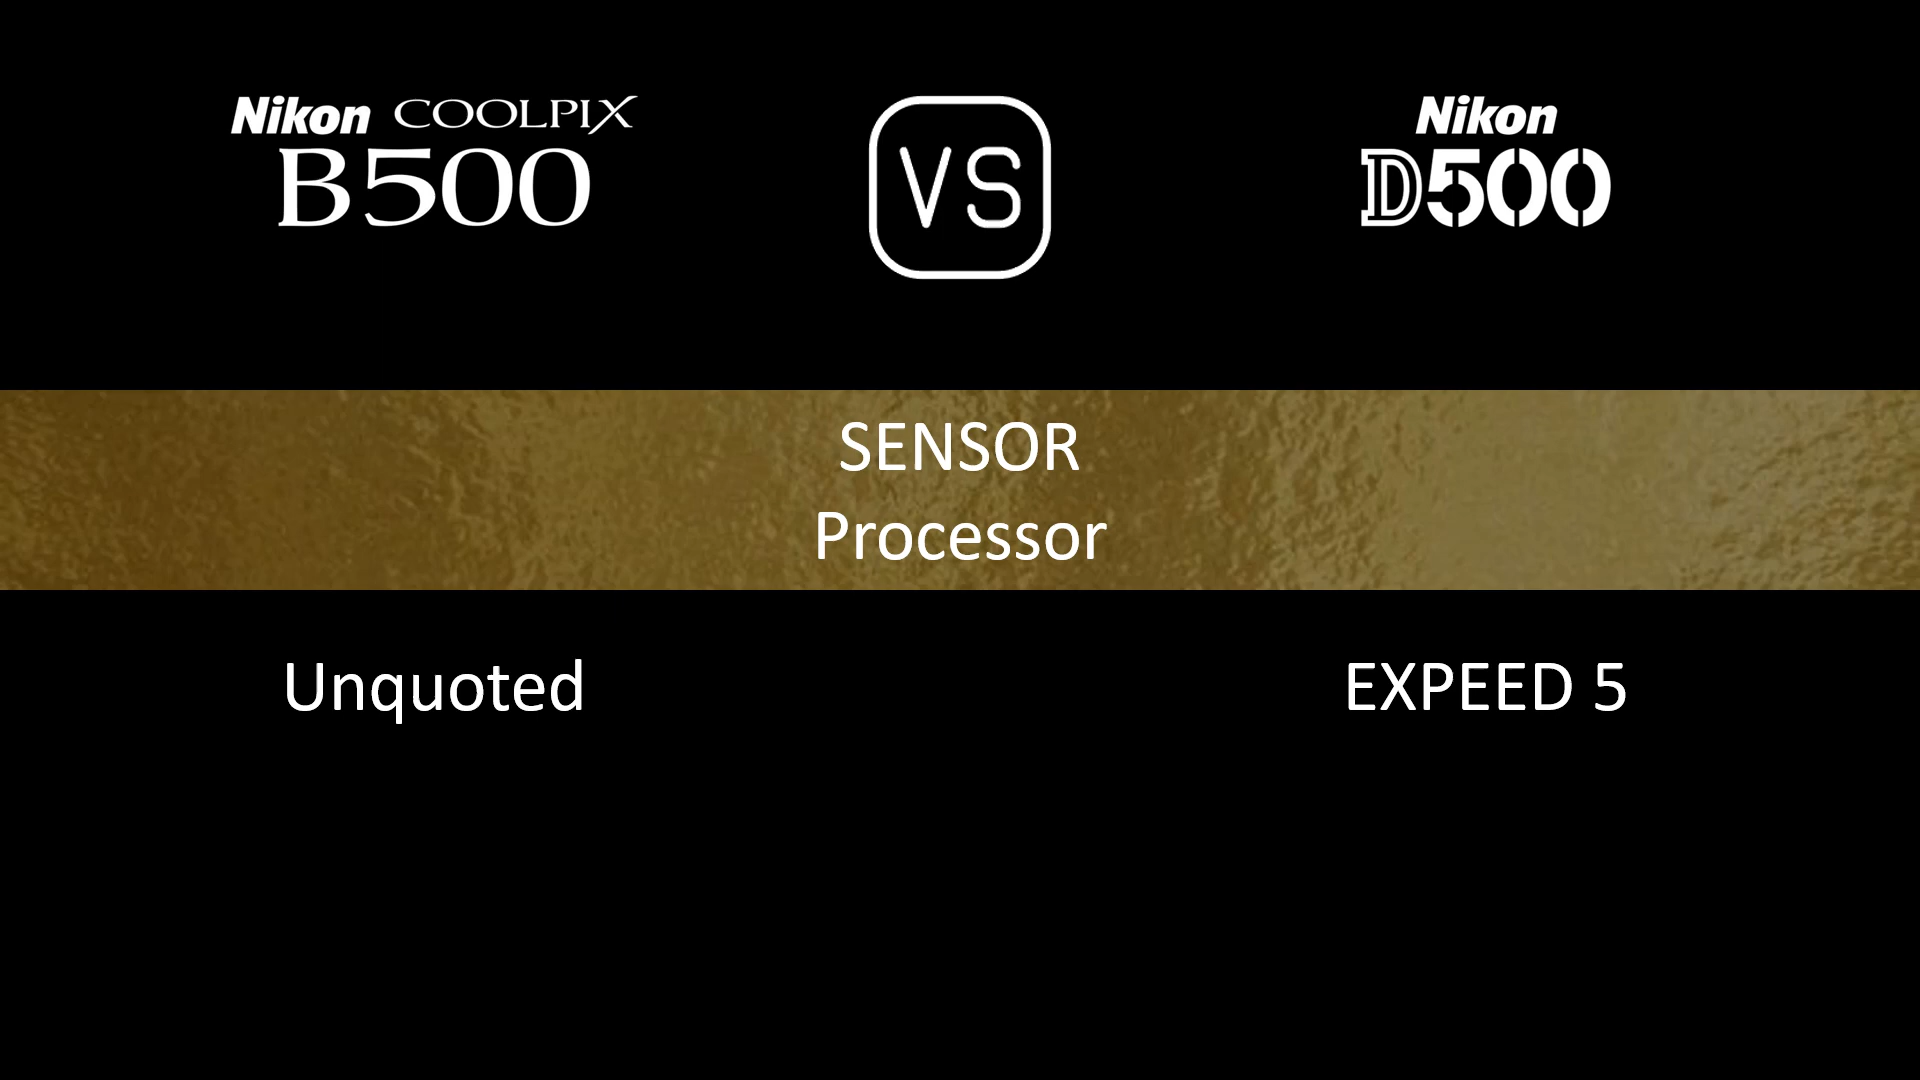 Nikon COOLPIX
B500
VS
Nikon
D500
SENSOR
Processor
Unquoted
EXPEED 5